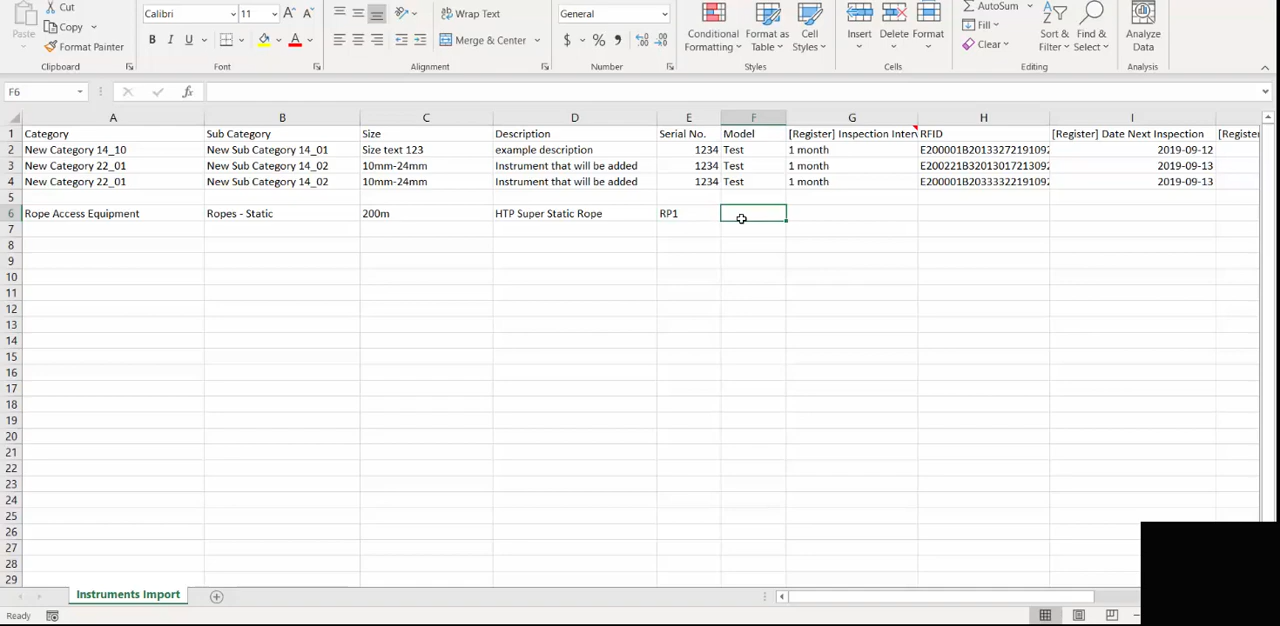 Cut
Calibri 11
Wrap Text
General
AutoSum
Paste
Copy
Fill
Format Painter
B I U
Merge & Center
$ %
Conditional Formatting
Format as Table
Cell Styles
Insert
Delete
Format
Clear
Sort & Filter
Find & Select
Analyze Data
Clipboard
Font
Alignment
Number
Styles
Cells
Editing
Analysis
F6 fx
A B C D E F G H I
1 Category Sub Category Size Description Serial No. Model [Register] Inspection Inter RFID [Register] Date Next Inspection [Registe
2 New Category 14_10 New Sub Category 14_01 Size text 123 example description 1234 Test 1 month 2019-09-12
3 New Category 22_01 New Sub Category 14_02 10mm-24mm Instrument that will be added 1234 Test 1 month 2019-09-13
4 New Category 22_01 New Sub Category 14_02 10mm-24mm Instrument that will be added 1234 Test 1 month 2019-09-13
5
6 Rope Access Equipment Ropes - Static 200m HTP Super Static Rope RP1
7
8
9
10
11
12
13
14
15
16
17
18
19
20
21
22
23
24
25
26
27
28
29
Instruments Import
Ready